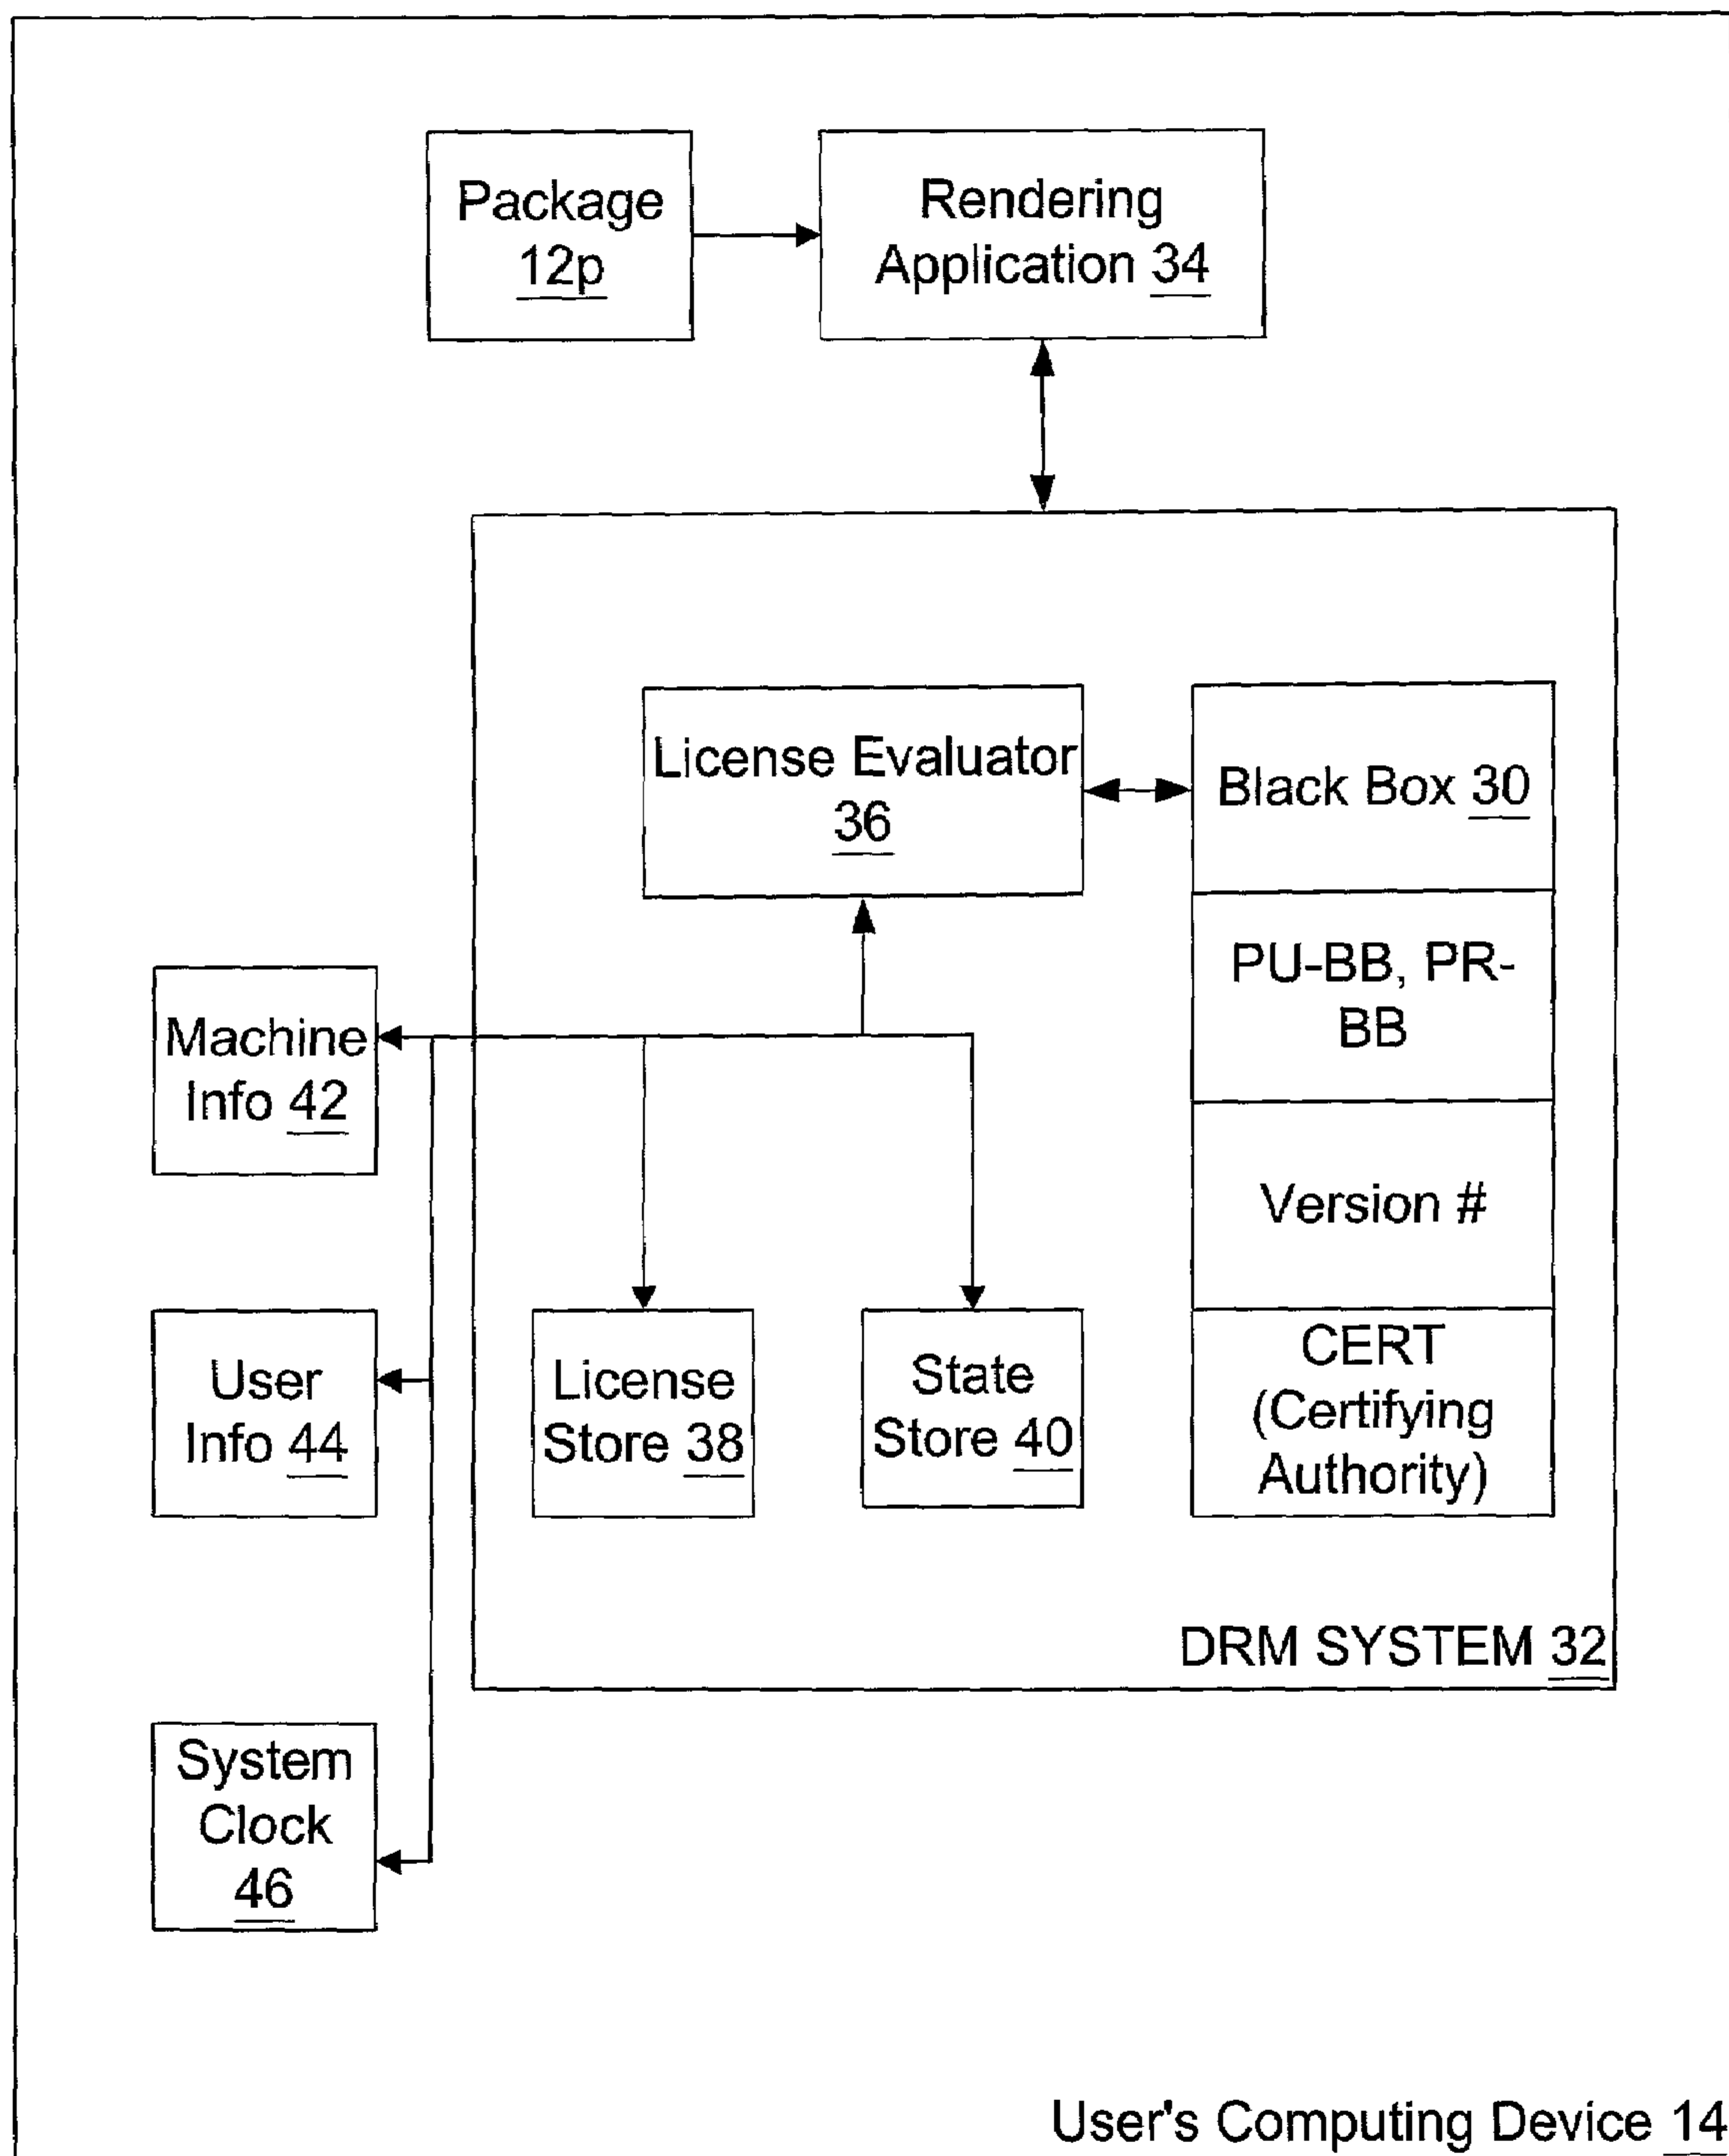 Package
12p
Rendering
Application 34
License Evaluator
36
Black Box 30
PU-BB, PR-
BB
Version #
CERT
(Certifying
Authority)
Machine
Info 42
User
Info 44
License
Store 38
State
Store 40
DRM SYSTEM 32
System
Clock
46
User's Computing Device 14